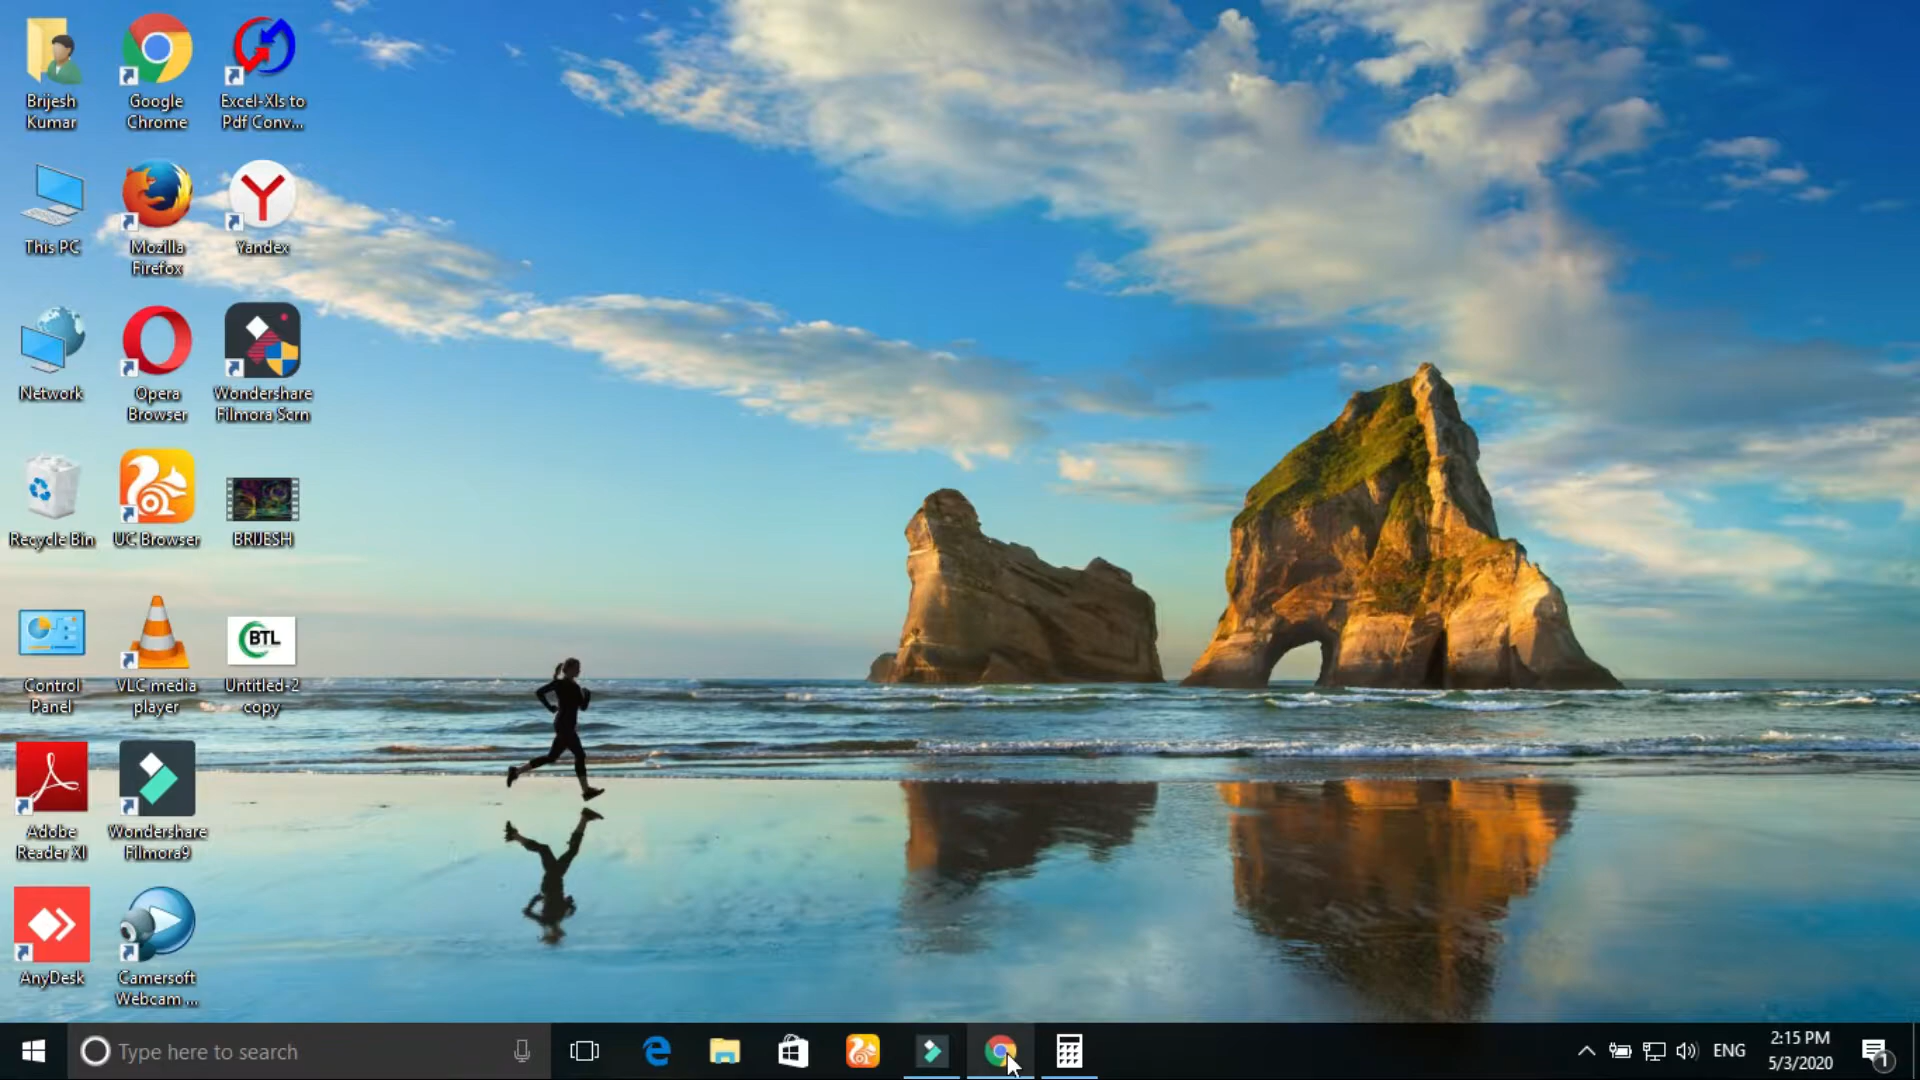 Brijesh
Kumar
Google
Chrome
Excel-Xls to
Pdf Conv...
This PC
Mozilla
Firefox
Yandex
Network
Opera
Browser
Wondershare
Filmora Scrn
Recycle Bin
UC Browser
BRIJESH
Control
Panel
VLC media
player
BTL
Untitled-2
copy
Adobe
Reader XI
Wondershare
Filmora9
AnyDesk
Camersoft
Webcam ...
Type here to search
ENG
2:15 PM
5/3/2020
1